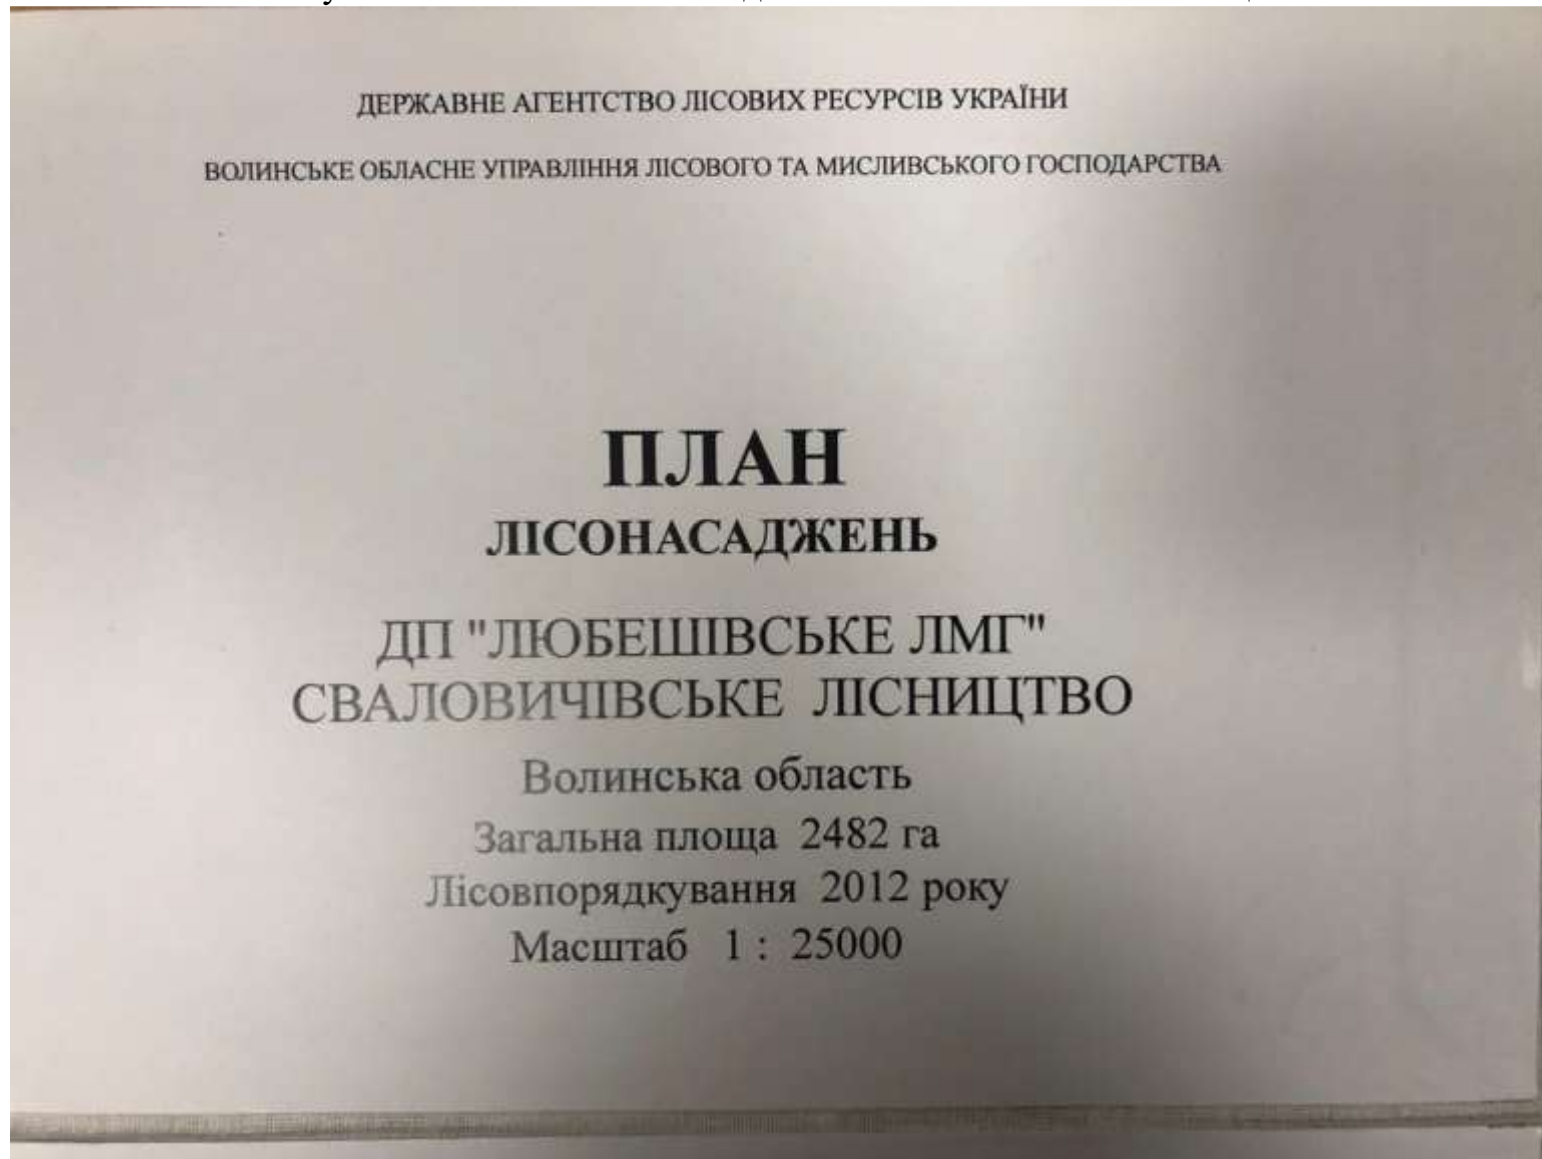 ДЕРЖАВНЕ АГЕНТСТВО ЛІСОВИХ РЕСУРСІВ УКРАЇНИ
ВОЛИНСЬКЕ ОБЛАСНЕ УПРАВЛІННЯ ЛІСОВОГО ТА МИСЛИВСЬКОГО ГОСПОДАРСТВА
ПЛАН
ЛІСОНАСАДЖЕНЬ
ДП "ЛЮБЕШІВСЬКЕ ЛМГ"
СВАЛОВИЧІВСЬКЕ ЛІСНИЦТВО
Волинська область
Загальна площа 2482 га
Лісовпорядкування 2012 року
Масштаб 1 : 25000